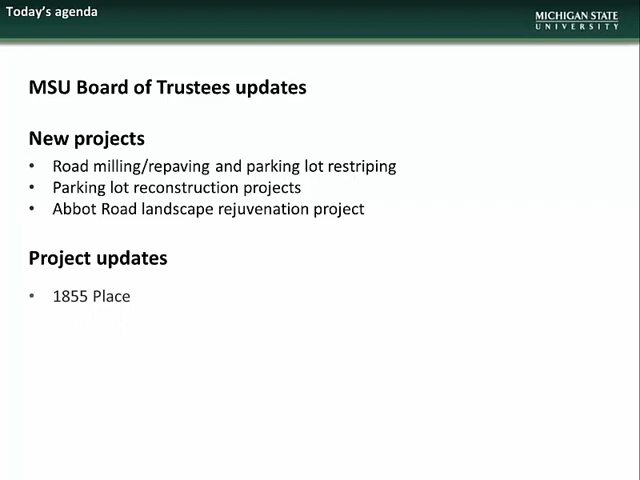 Today's agenda
MICHIGAN STATE
UNIVERSITY
MSU Board of Trustees updates
New projects
• Road milling/repaving and parking lot restriping
• Parking lot reconstruction projects
• Abbot Road landscape rejuvenation project
Project updates
• 1855 Place